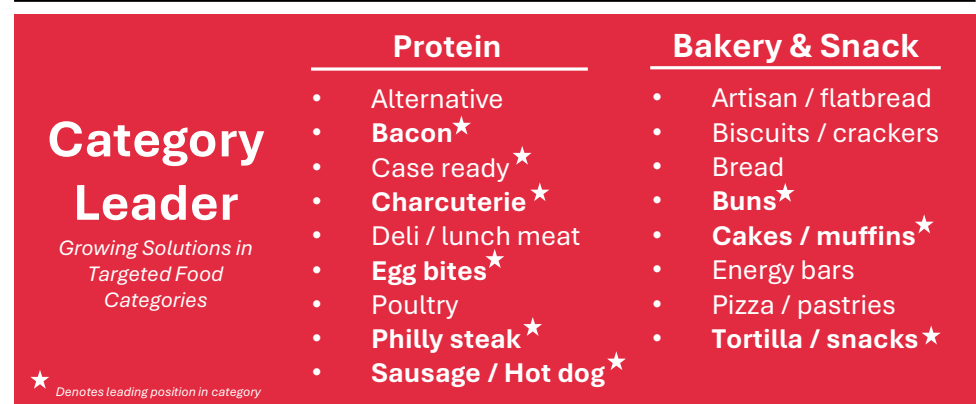 Category
Leader
Growing Solutions in
Targeted Food
Categories
★ Denotes leading position in category
Protein
• Alternative
• Bacon★
• Case ready★
• Charcuterie★
• Deli / lunch meat
• Egg bites★
• Poultry
• Philly steak★
• Sausage / Hot dog★
Bakery & Snack
• Artisan / flatbread
• Biscuits / crackers
• Bread
• Buns★
• Cakes / muffins★
• Energy bars
• Pizza / pastries
• Tortilla / snacks★